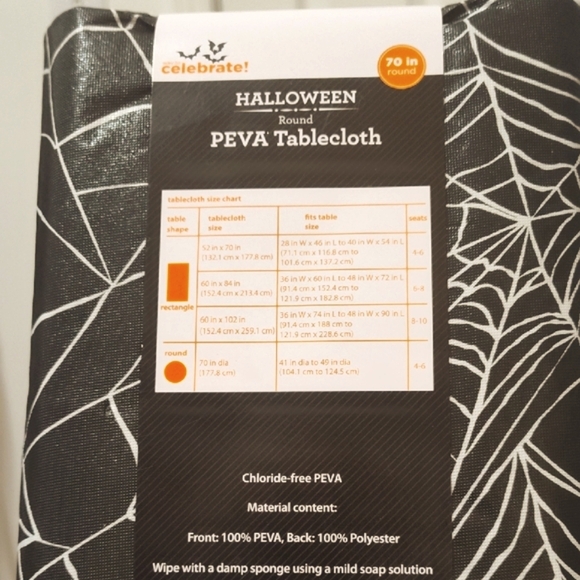 celebrate!
70 in
round
HALLOWEEN
Round
PEVA* Tablecloth
tablecloth size chart
table shape
tablecloth size
fits table size
seats
rectangle
52 in x 70 in
(132.1 cm x 177.8 cm)
28 in W x 46 in L to 40 in W x 54 in L
(71.1 cm x 116.8 cm to
101.6 cm x 137.2 cm)
4-6
60 in x 84 in
(152.4 cm x 213.4 cm)
36 in W x 60 in L to 48 in W x 72 in L
(91.4 cm x 152.4 cm to
121.9 cm x 182.8 cm)
60 in x 102 in
(152.4 cm x 259.1 cm)
36 in W x 74 in L to 48 in W x 90 in L
(91.4 cm x 188 cm to
121.9 cm x 228.6 cm)
8-10
round
70 in dia
(177.8 cm)
41 in dia to 49 in dia
(104.1 cm to 124.5 cm)
4-6
Chloride-free PEVA
Material content:
Front: 100% PEVA, Back: 100% Polyester
Wipe with a damp sponge using a mild soap solution